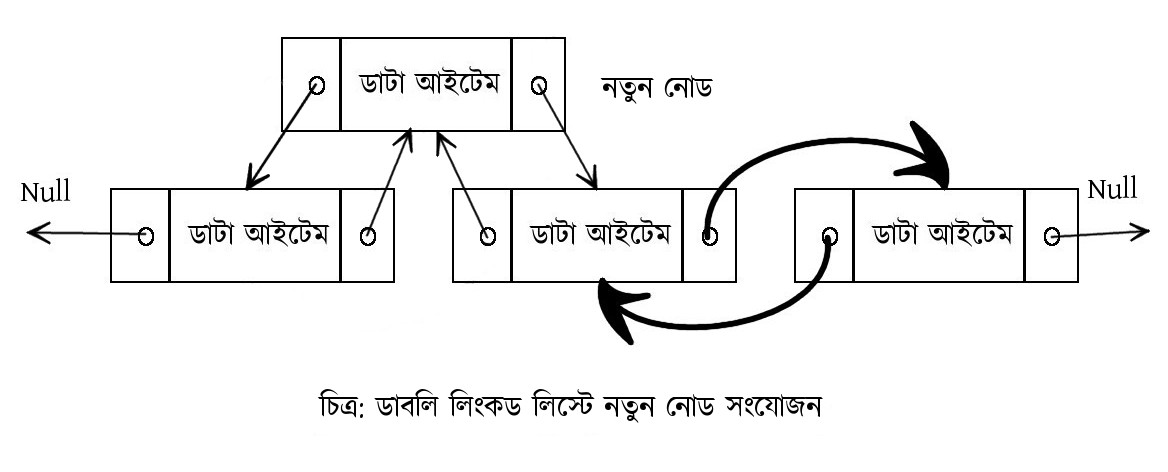 ডাটা আইটেম নতুন নোড
Null ডাটা আইটেম ডাটা আইটেম ডাটা আইটেম Null
চিত্র: ডাবলি লিংকড লিস্টে নতুন নোড সংযোজন